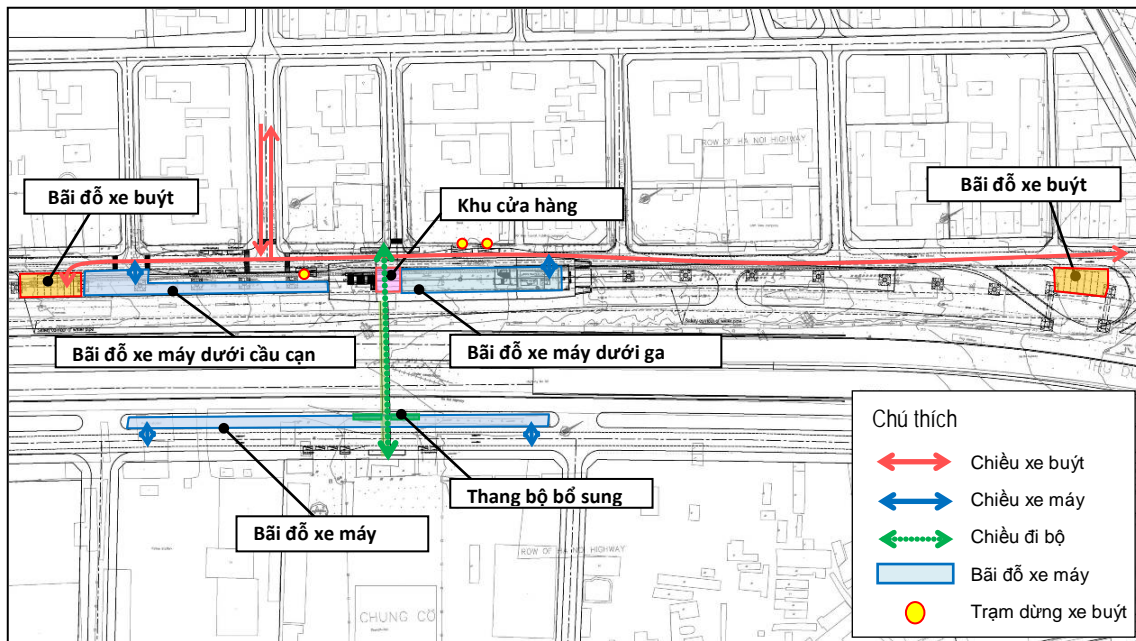 ROW OF HA NOI HIGHWAY
Bãi đỗ xe buýt
Khu cửa hàng
Bãi đỗ xe buýt
Bãi đỗ xe máy dưới cầu cạn
Bãi đỗ xe máy dưới ga
THU
Thang bộ bổ sung
Bãi đỗ xe máy
ROW OF HA NOI HIGHWAY
CHUNG CƯ
Chú thích
Chiều xe buýt
Chiều xe máy
Chiều đi bộ
Bãi đỗ xe máy
Trạm dừng xe buýt